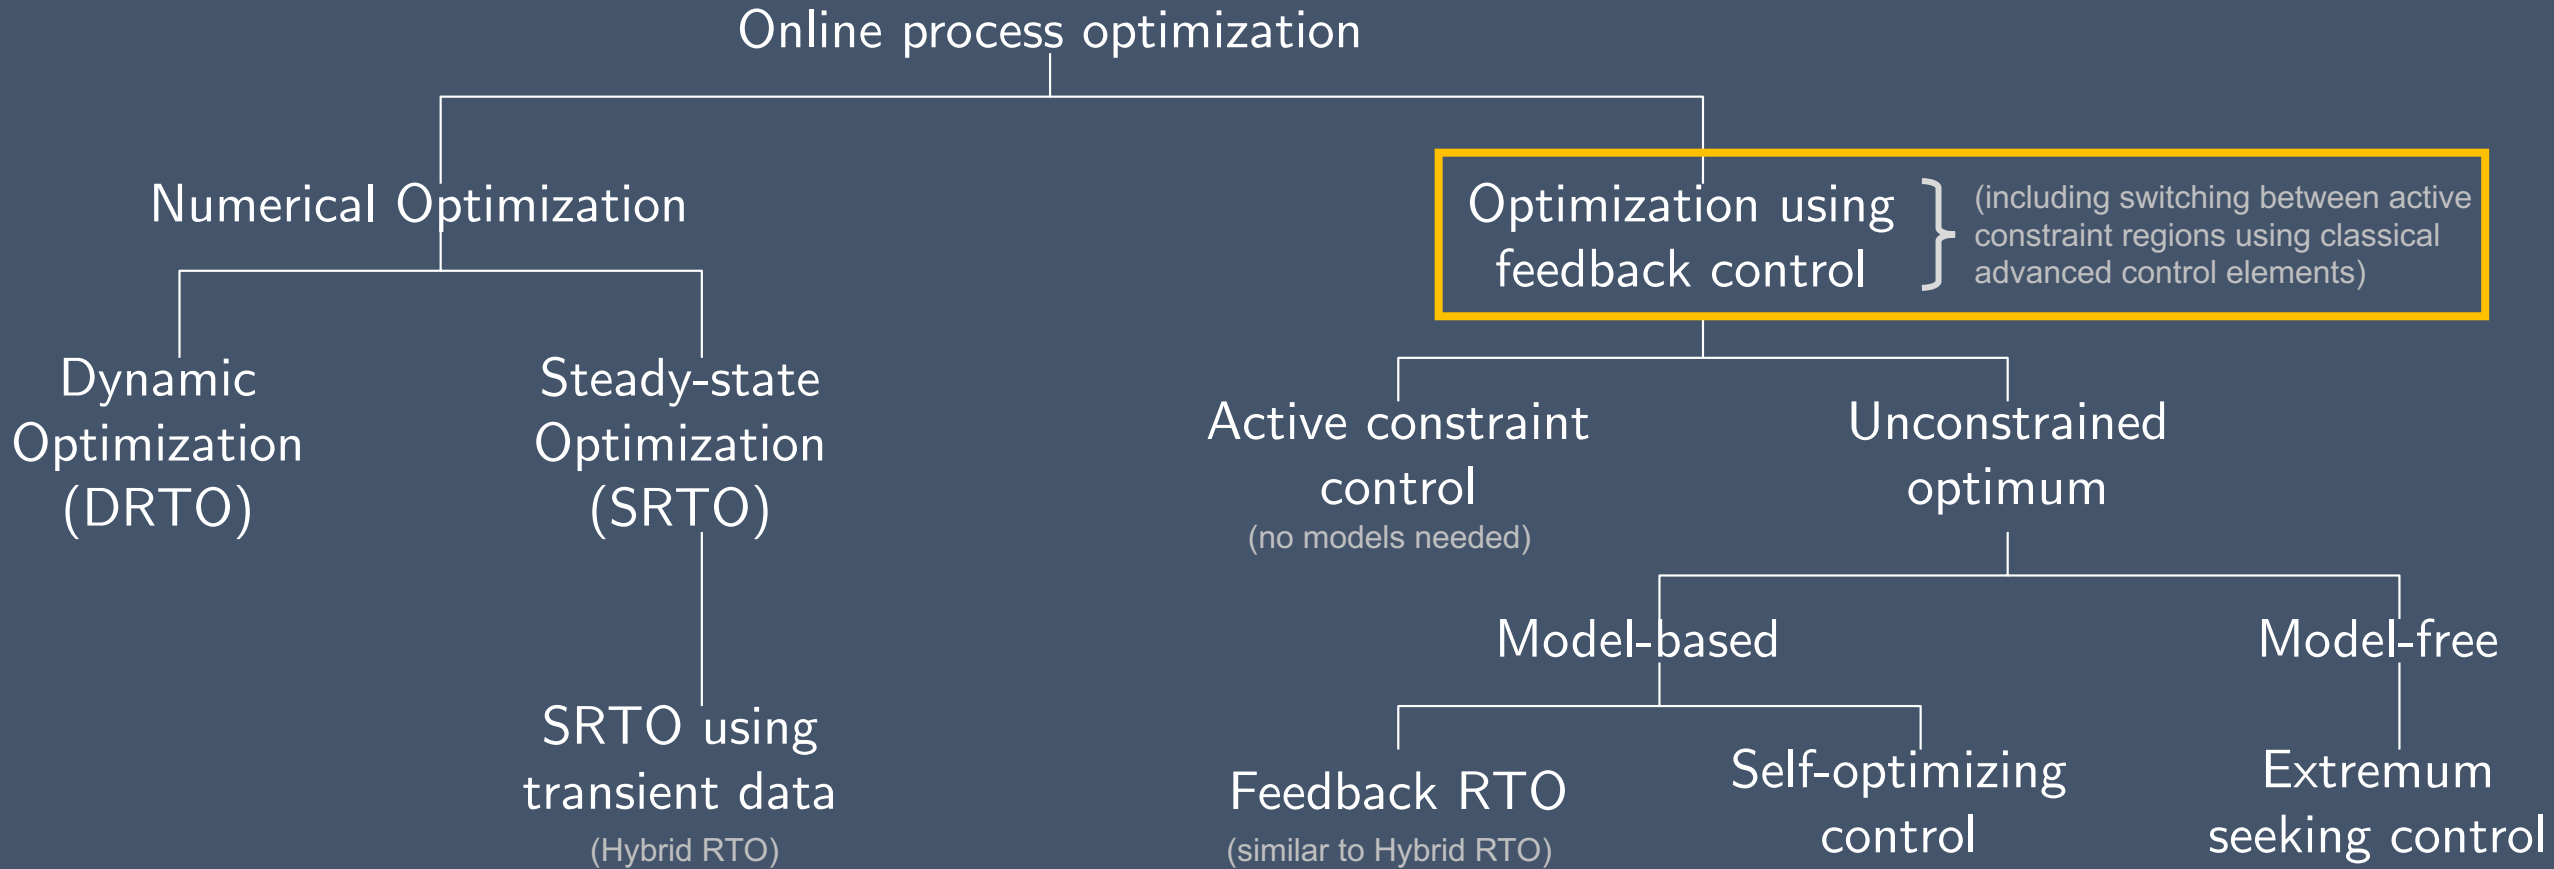 Online process optimization
Numerical Optimization
Optimization using
feedback control
(including switching between active
constraint regions using classical
advanced control elements)
Dynamic
Optimization
(DRTO)
Steady-state
Optimization
(SRTO)
Active constraint
control
(no models needed)
Unconstrained
optimum
Model-based
Model-free
SRTO using
transient data
(Hybrid RTO)
Feedback RTO
(similar to Hybrid RTO)
Self-optimizing
control
Extremum
seeking control